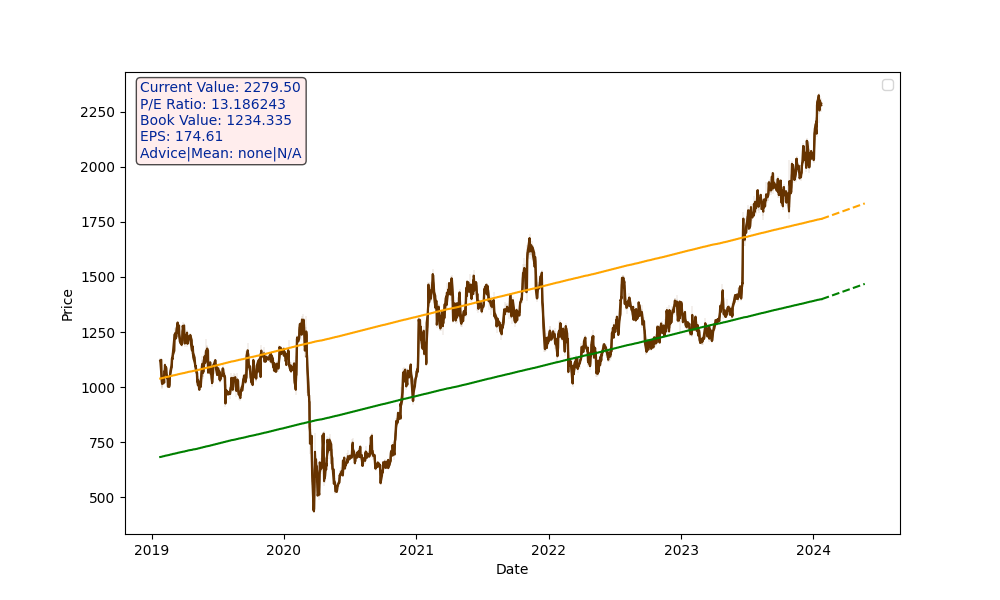 Current Value: 2279.50
P/E Ratio: 13.186243
Book Value: 1234.335
EPS: 174.61
Advice|Mean: none|N/A
2250
2000
1750
1500
1250
1000
750
500
Price
2019 2020 2021 2022 2023 2024
Date